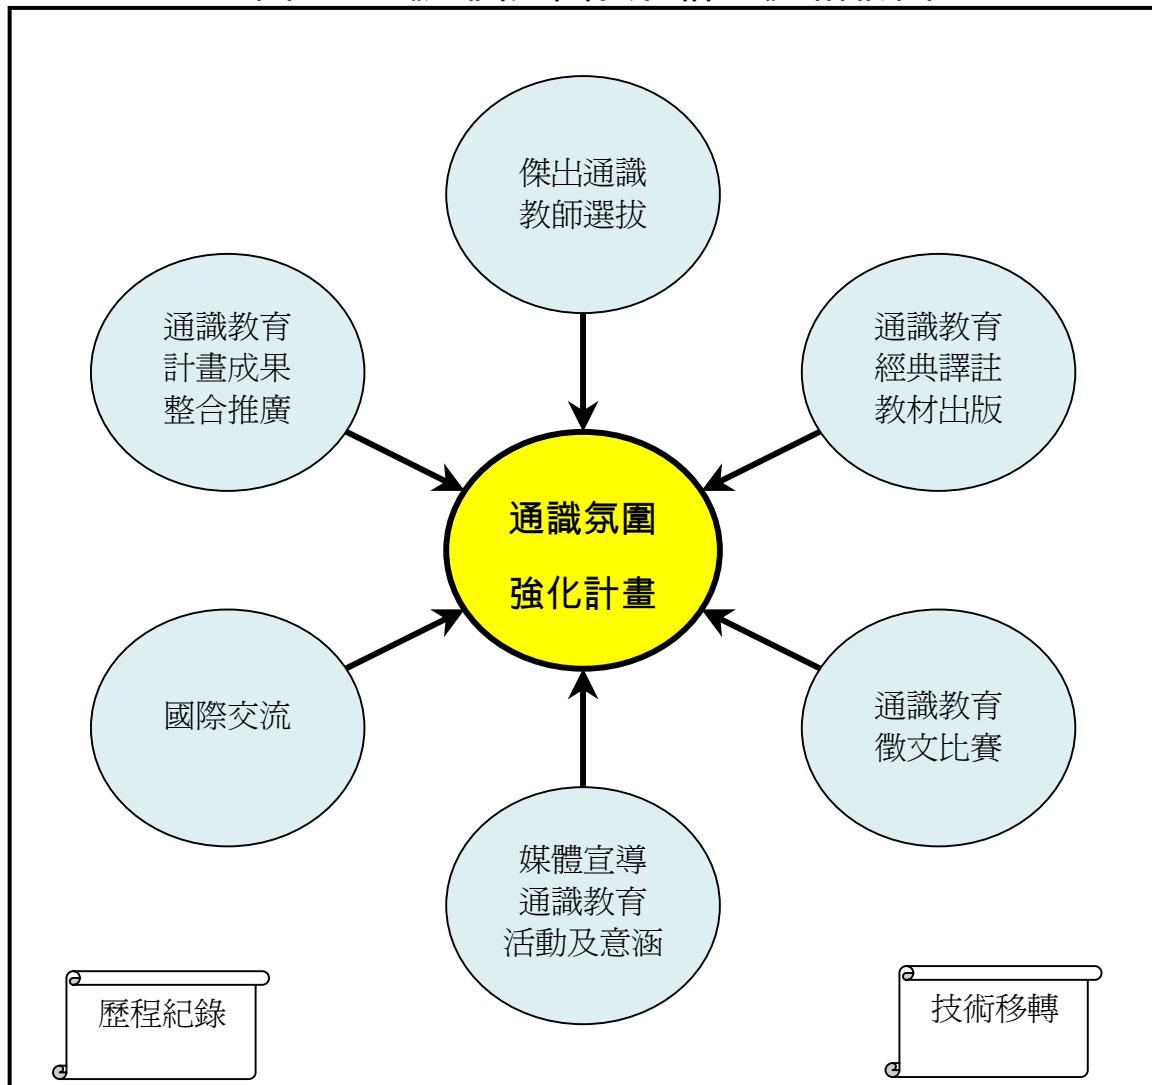 傑出通識
教師選拔
通識教育
計畫成果
整合推廣
通識教育
經典譯註
教材出版
通識氛圍
強化計畫
國際交流
通識教育
徵文比賽
媒體宣導
通識教育
活動及意涵
歷程紀錄
技術移轉